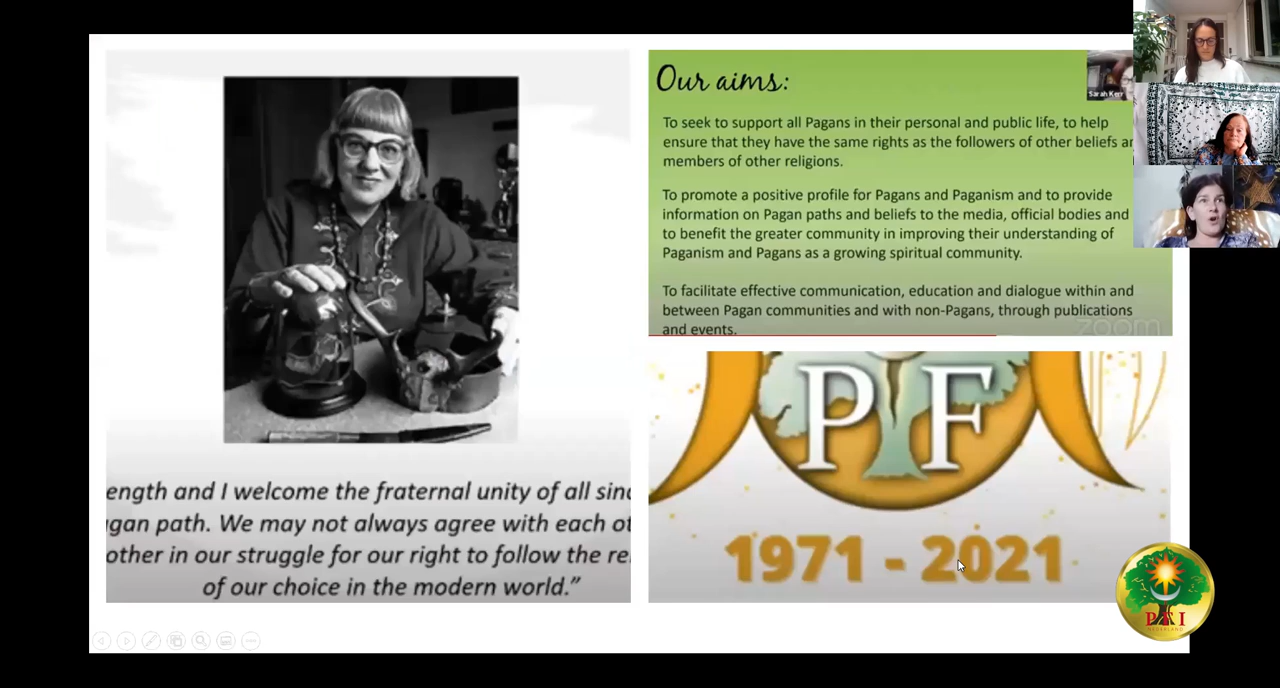 ength and I welcome the fraternal unity of all sinc
gan path. We may not always agree with each ot
other in our struggle for our right to follow the re
of our choice in the modern world.”
Our aims:
To seek to support all Pagans in their personal and public life, to help
ensure that they have the same rights as the followers of other beliefs ar
members of other religions.
To promote a positive profile for Pagans and Paganism and to provide
information on Pagan paths and beliefs to the media, official bodies and
to benefit the greater community in improving their understanding of
Paganism and Pagans as a growing spiritual community.
To facilitate effective communication, education and dialogue within and
between Pagan communities and with non-Pagans, through publications
and events.
zoom
Sarah Kerr
PF
1971 - 2021
PFI
NEDERLAND